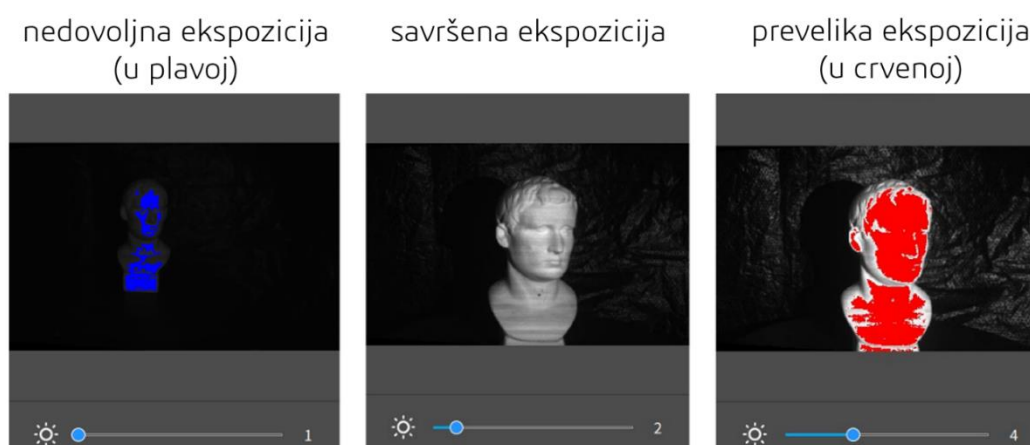 nedovoljna ekspozicija
(u plavoj)
savršena ekspozicija
prevelika ekspozicija
(u crvenoj)
1
2
4